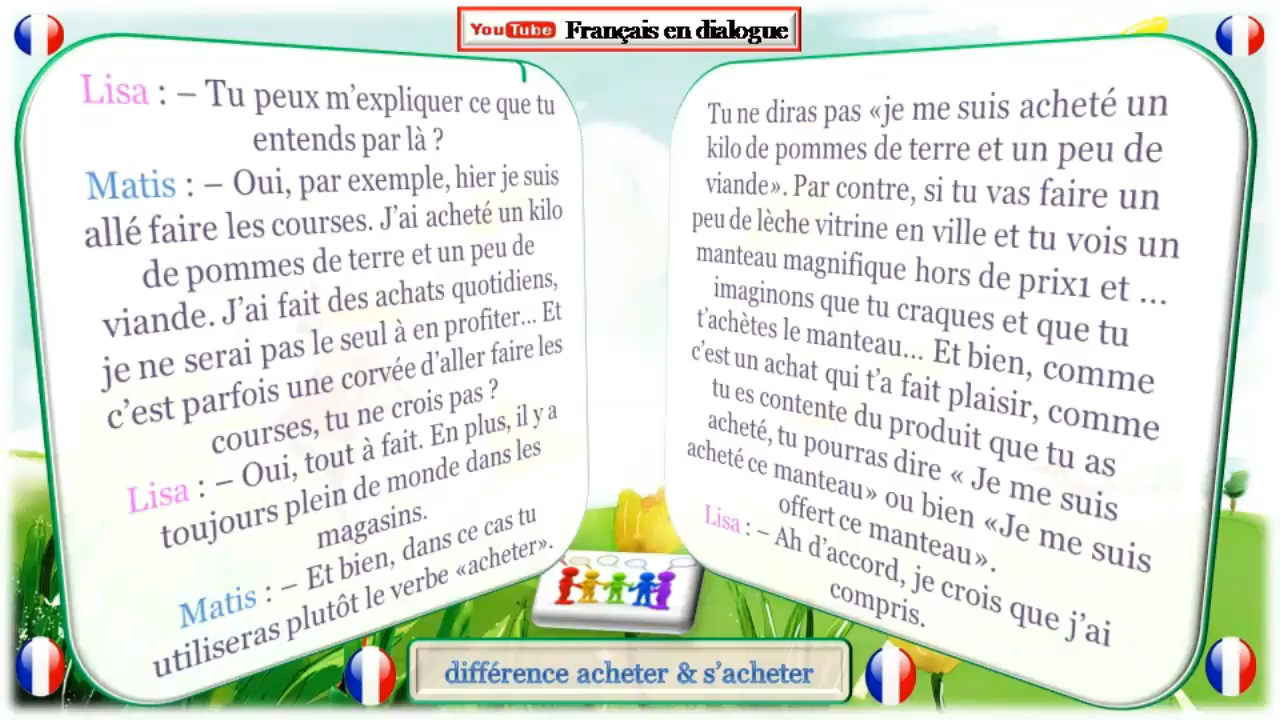 YouTube Français en dialogue
Lisa : – Tu peux m’expliquer ce que tu
entends par là ?
Matis : – Oui, par exemple, hier je suis
allé faire les courses. J’ai acheté un kilo
de pommes de terre et un peu de
viande. J’ai fait des achats quotidiens,
je ne serai pas le seul à en profiter... Et
c’est parfois une corvée d’aller faire les
courses, tu ne crois pas ?
Lisa : – Oui, tout à fait. En plus, il y a
toujours plein de monde dans les
magasins.
Matis : – Et bien, dans ce cas tu
utiliseras plutôt le verbe «acheter».
Tu ne diras pas «je me suis acheté un
kilo de pommes de terre et un peu de
viande». Par contre, si tu vas faire un
peu de lèche vitrine en ville et tu vois un
manteau magnifique hors de prix1 et ...
imaginons que tu craques et que tu
t’achètes le manteau... Et bien, comme
c’est un achat qui t’a fait plaisir, comme
tu es contente du produit que tu as
acheté, tu pourras dire « Je me suis
acheté ce manteau» ou bien «Je me suis
offert ce manteau».
Lisa : – Ah d’accord, je crois que j’ai
compris.
différence acheter & s’acheter